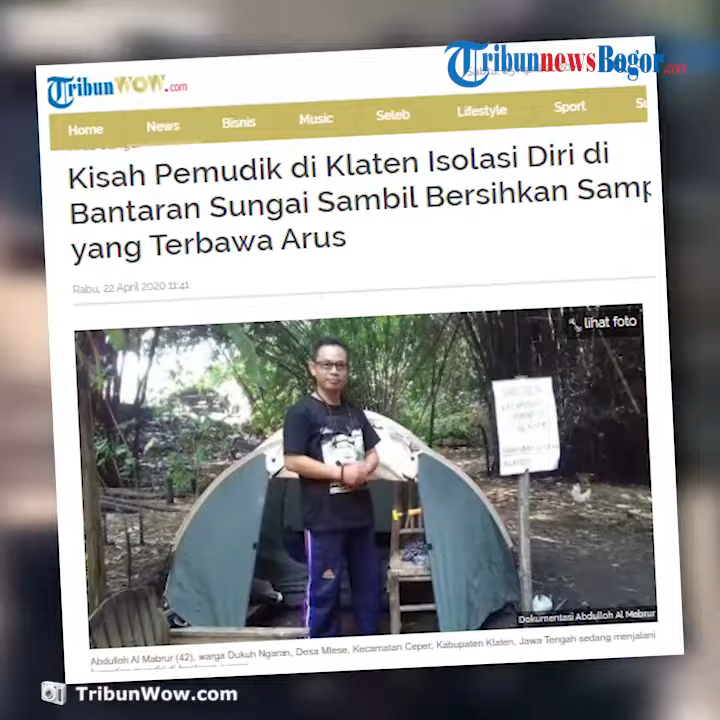 TribunnewsBogor.com
TribunWOW.com
Home News Bisnis Music Seleb Lifestyle Sport
Kisah Pemudik di Klaten Isolasi Diri di
Bantaran Sungai Sambil Bersihkan Samp
yang Terbawa Arus
Rabu, 22 April 2020 11:41
lihat foto
Dokumentasi Abdulloh Al Mabrur
Abdulloh Al Mabrur (42), warga Dukuh Ngaran, Desa Mlese, Kecamatan Ceper, Kabupaten Klaten, Jawa Tengah sedang menjalani
TribunWow.com